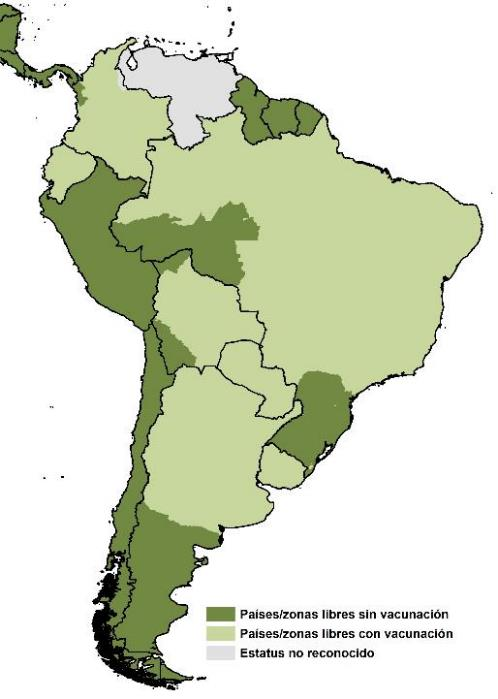 Países/zonas libres sin vacunación
Países/zonas libres con vacunación
Estatus no reconocido